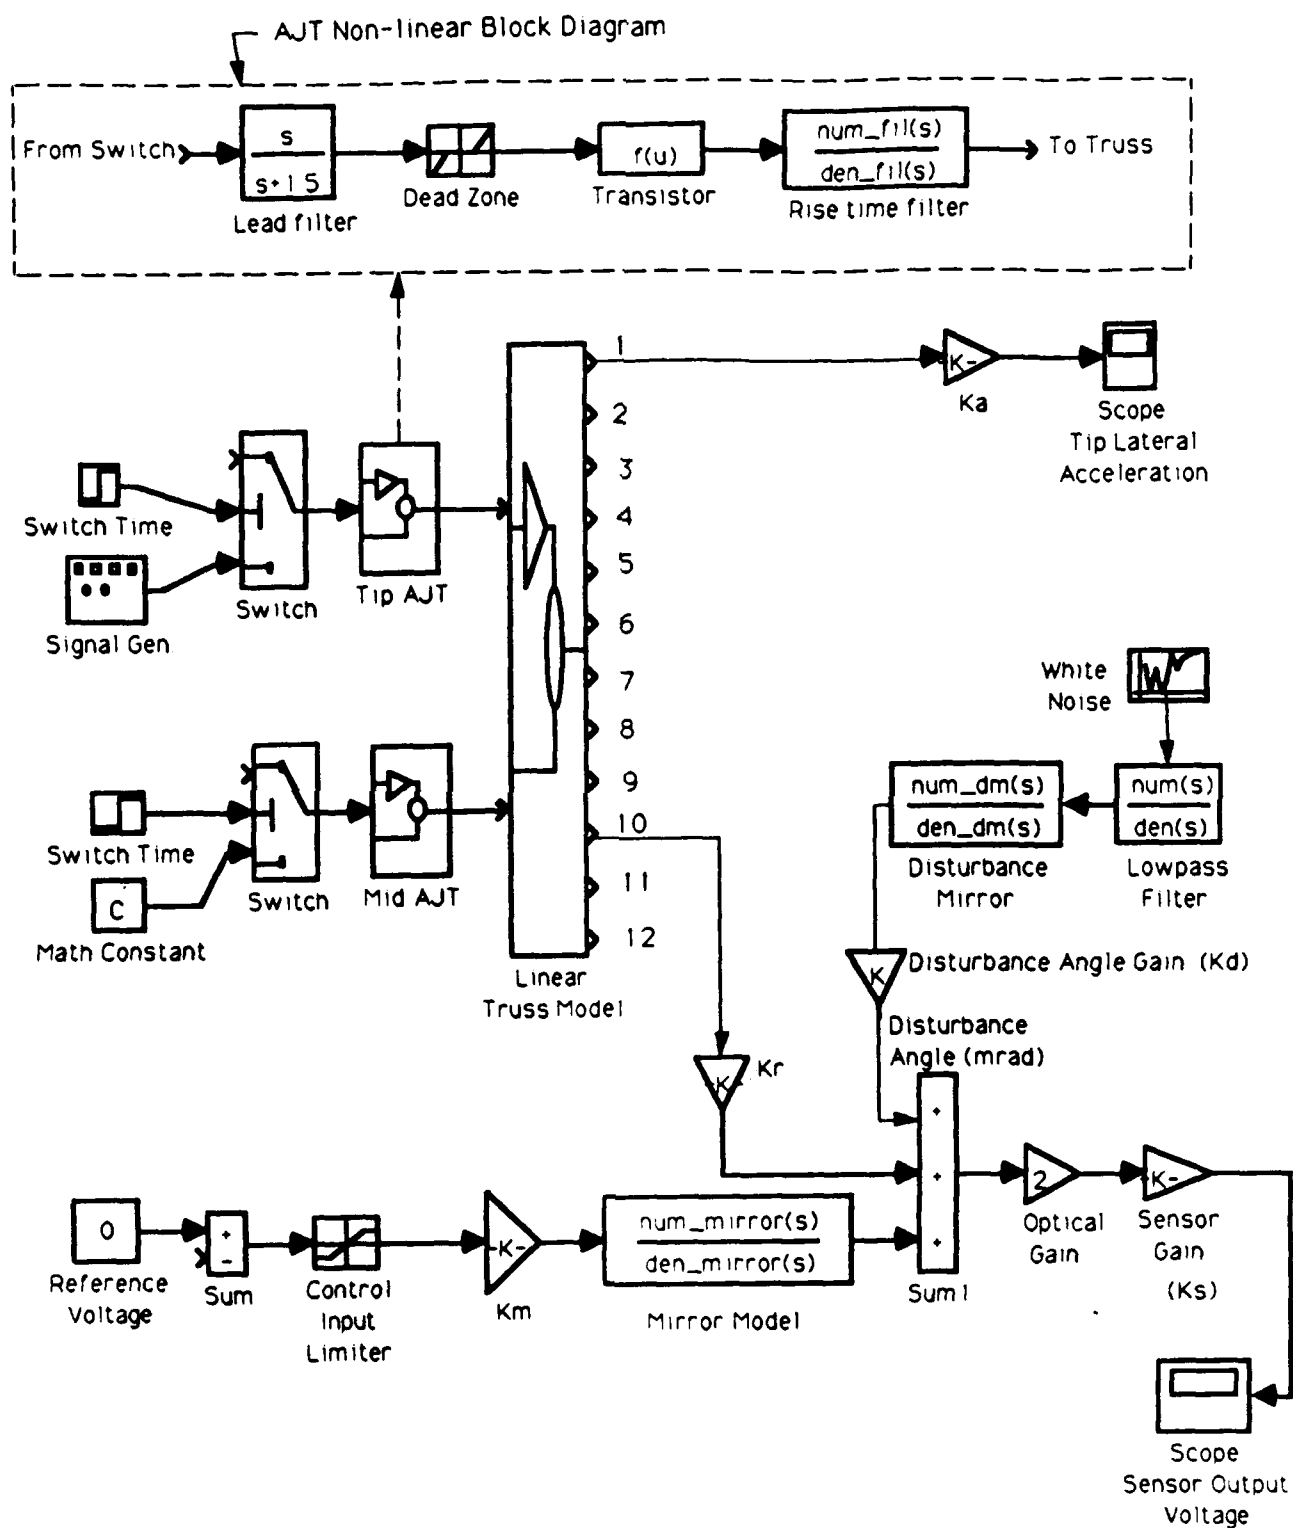 AJT Non-linear Block Diagram
From Switch
s
s+15
Lead filter
Dead Zone
f(u)
Transistor
num_fil(s)
den_fil(s)
Rise time filter
To Truss
1
2
3
4
5
6
7
8
9
10
11
12
-K-
Ka
Scope
Tip Lateral
Acceleration
Switch Time
Signal Gen
Switch
Tip AJT
Switch Time
C
Math Constant
Switch
Mid AJT
Linear
Truss Model
White
Noise
num(s)
den(s)
Lowpass
Filter
num_dm(s)
den_dm(s)
Disturbance
Mirror
K
Disturbance Angle Gain (Kd)
Disturbance
Angle (mrad)
-K-
Kr
0
Reference
Voltage
+
-
Sum
Control
Input
Limiter
-K-
Km
num_mirror(s)
den_mirror(s)
Mirror Model
+
+
+
Sum1
2
Optical
Gain
-K-
Sensor
Gain
(Ks)
Scope
Sensor Output
Voltage